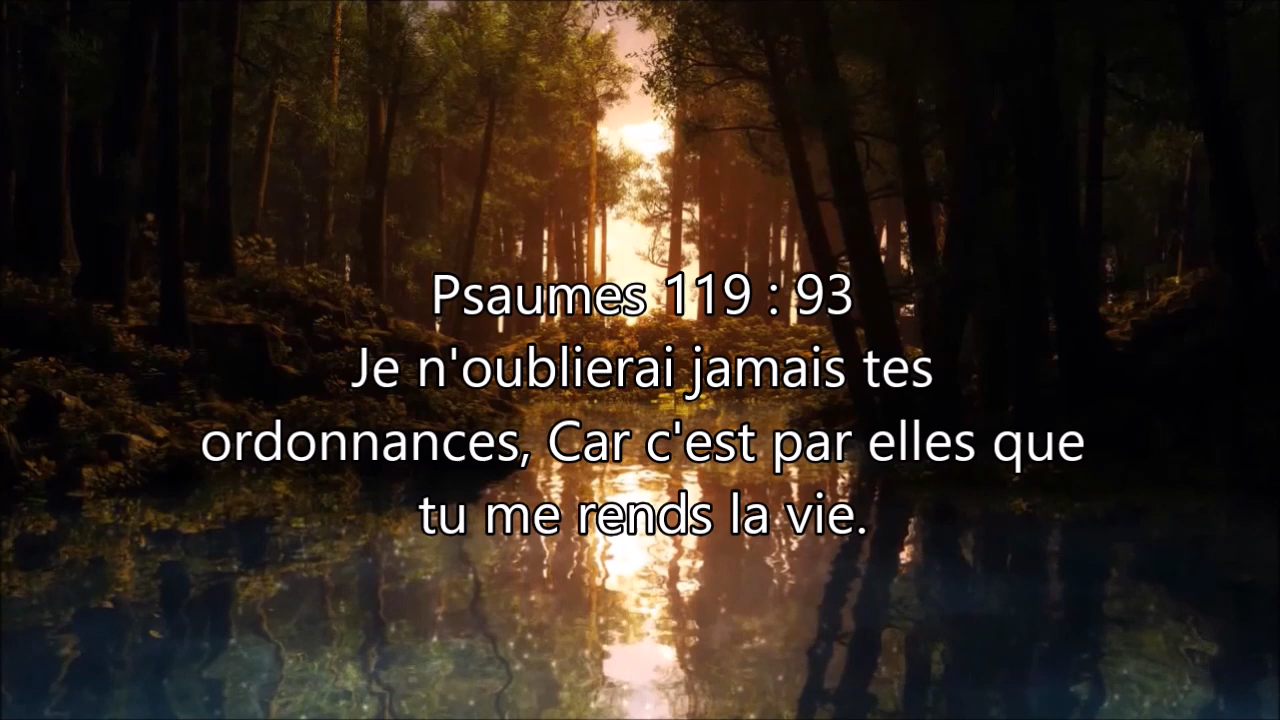 Psaumes 119 : 93
Je n'oublierai jamais tes
ordonnances, Car c'est par elles que
tu me rends la vie.